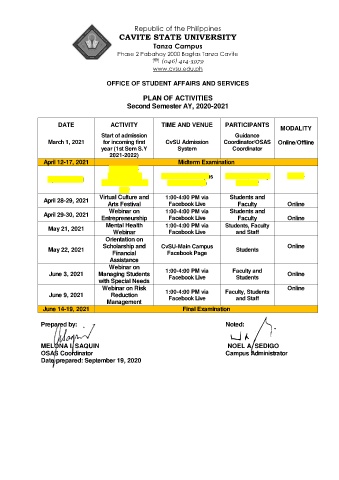 Republic of the Philippines
CAVITE STATE UNIVERSITY
Tanza Campus
Phase 2 Pabahay 2000 Bagtas Tanza Cavite
☎ (046) 414-3979
www.cvsu.edu.ph
OFFICE OF STUDENT AFFAIRS AND SERVICES
PLAN OF ACTIVITIES
Second Semester AY, 2020-2021
DATE ACTIVITY TIME AND VENUE PARTICIPANTS MODALITY
March 1, 2021 Start of admission for incoming first year (1st Sem S.Y 2021-2022) CvSU Admission System Guidance Coordinator/OSAS Coordinator Online/Offline
April 12-17, 2021 Midterm Examination
April 28-29, 2021 Virtual Culture and Arts Festival 1:00-4:00 PM via Facebook Live Students and Faculty Online
April 29-30, 2021 Webinar on Entrepreneurship 1:00-4:00 PM via Facebook Live Students and Faculty Online
May 21, 2021 Mental Health Webinar 1:00-4:00 PM via Facebook Live Students, Faculty and Staff Online
May 22, 2021 Orientation on Scholarship and Financial Assistance CvSU-Main Campus Facebook Page Students Online
June 3, 2021 Webinar on Managing Students with Special Needs 1:00-4:00 PM via Facebook Live Faculty and Students Online
June 9, 2021 Webinar on Risk Reduction Management 1:00-4:00 PM via Facebook Live Faculty, Students and Staff Online
June 14-19, 2021 Final Examination
Prepared by: Noted:
MELONA I. SAQUIN NOEL A. SEDIGO
OSAS Coordinator Campus Administrator
Date prepared: September 19, 2020